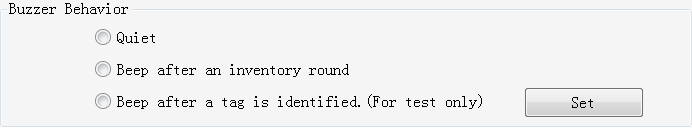 Buzzer Behavior
Quiet
Beep after an inventory round
Beep after a tag is identified.(For test only)
Set